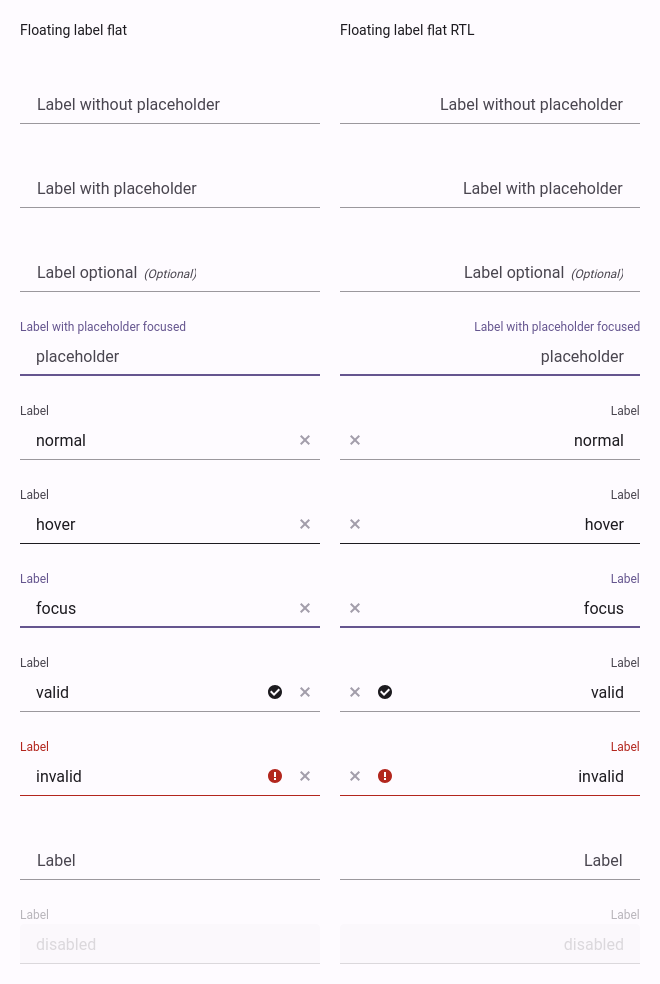 Floating label flat
Floating label flat RTL
Label without placeholder
Label without placeholder
Label with placeholder
Label with placeholder
Label optional (Optional)
Label optional (Optional)
Label with placeholder focused
Label with placeholder focused
placeholder
placeholder
Label
Label
normal
normal
Label
Label
hover
hover
Label
Label
focus
focus
Label
Label
valid
valid
Label
Label
invalid
invalid
Label
Label
Label
Label
disabled
disabled